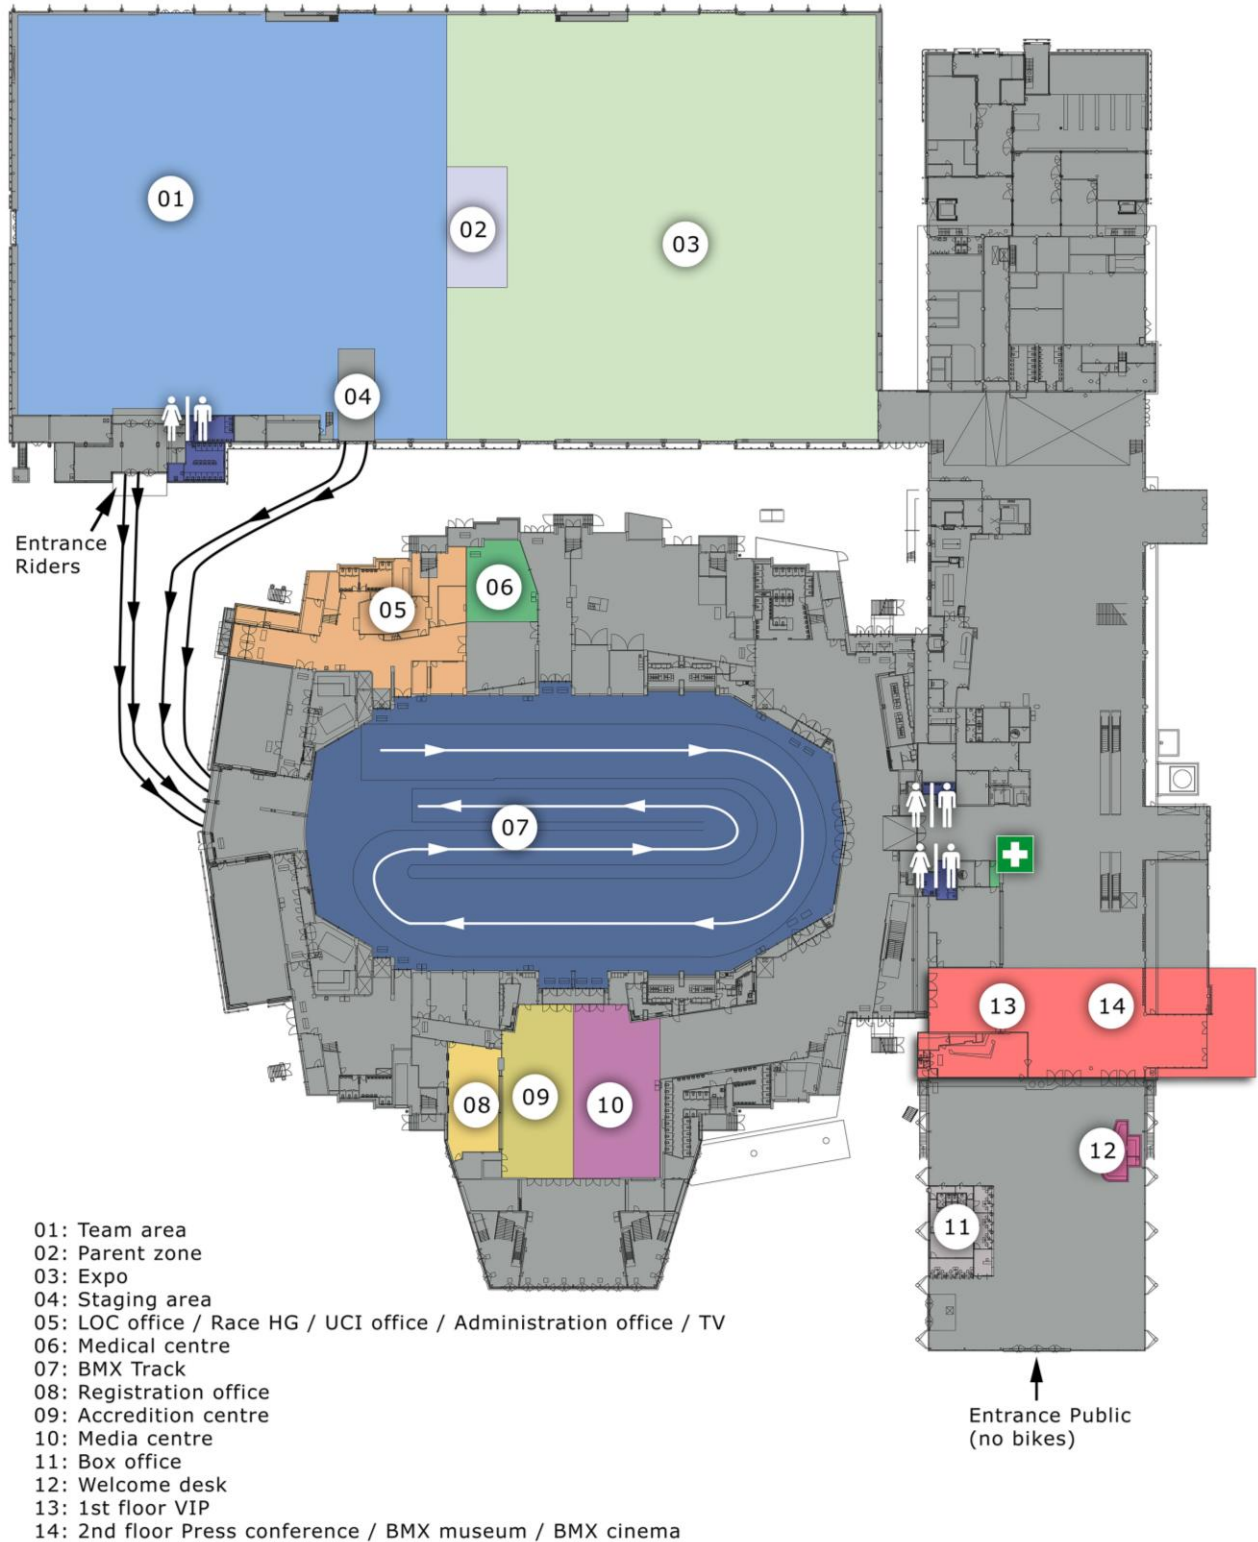 01
02
03
04
Entrance
Riders
05
06
07
13
14
08
09
10
12
11
01: Team area
02: Parent zone
03: Expo
04: Staging area
05: LOC office / Race HG / UCI office / Administration office / TV
06: Medical centre
07: BMX Track
08: Registration office
09: Accredition centre
10: Media centre
11: Box office
12: Welcome desk
13: 1st floor VIP
14: 2nd floor Press conference / BMX museum / BMX cinema
Entrance Public
(no bikes)